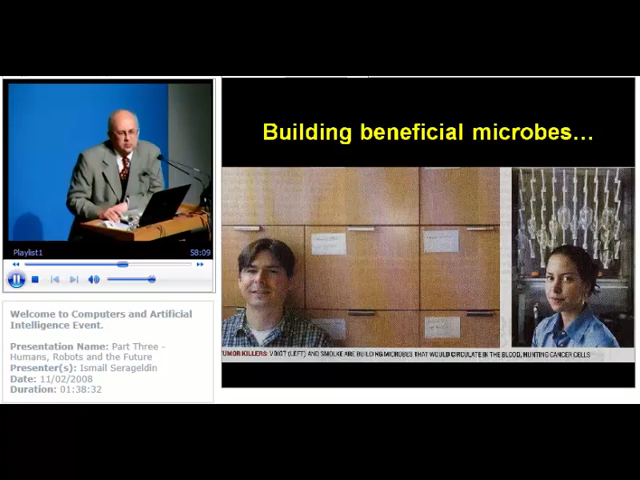 Building beneficial microbes...
Playlist1
58:09
Welcome to Computers and Artificial
Intelligence Event.
Presentation Name: Part Three -
Humans, Robots and the Future
Presenter(s): Ismail Serageldin
Date: 11/02/2008
Duration: 01:38:32
UMOR KILLERS: VOIGT (LEFT) AND SMOLKE ARE BUILDING MICROBES THAT WOULD CIRCULATE IN THE BLOOD, HUNTING CANCER CELLS